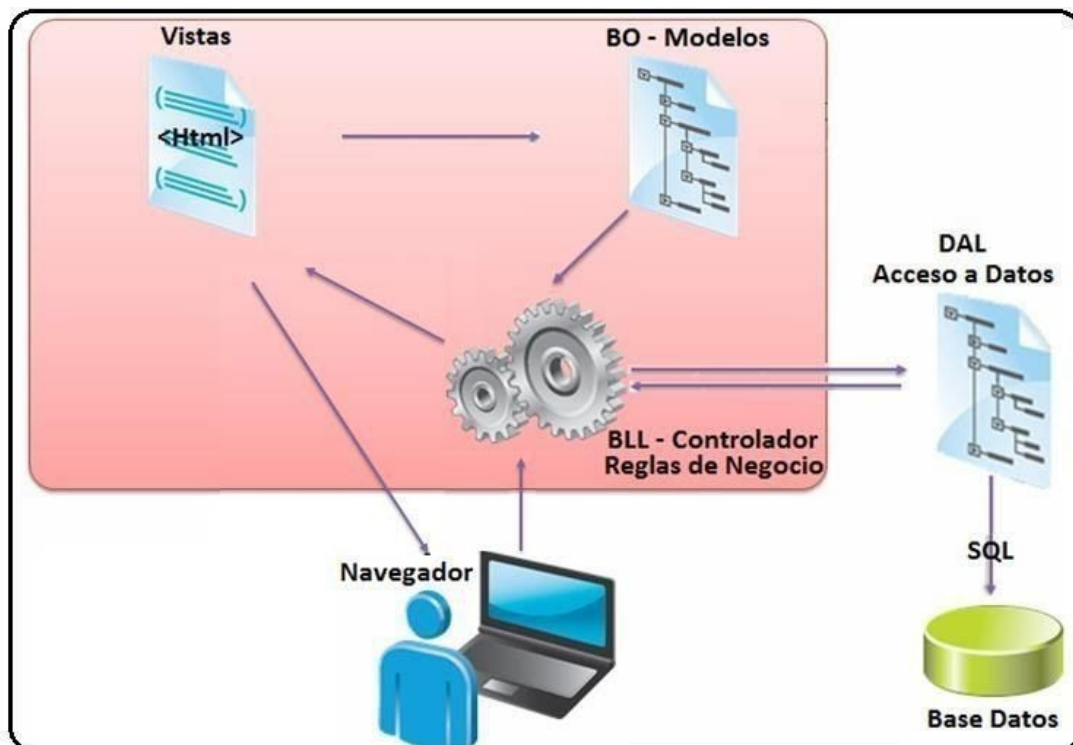 Vistas
BO - Modelos
<Html>
DAL
Acceso a Datos
BLL - Controlador
Reglas de Negocio
SQL
Navegador
Base Datos